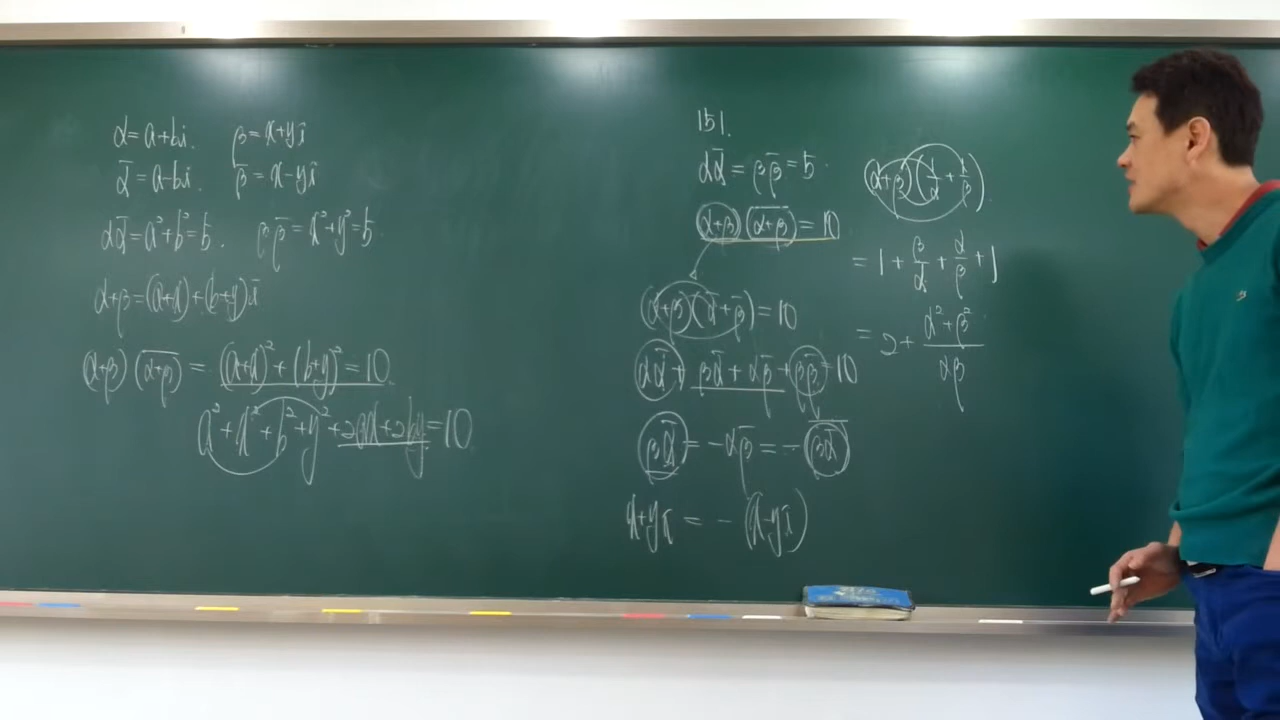 α=a+bi. β=x+yi
ᾱ=a-bi. β̄=x-yi
αᾱ=a²+b²=5. ββ̄=x²+y²=5
α+β=(a+x)+(b+y)i
(α+β)(α+β)̅ = (a+x)²+(b+y)²=10
a²+x²+b²+y²+2ax+2by=10
151.
αᾱ=ββ̄=5.
(α+β)(α+β)̅=10
(α+β)(ᾱ+β̄)=10
αᾱ+βᾱ+αβ̄+ββ̄=10
βᾱ=-αβ̄=-(βᾱ)̅
x+yi=-(x-yi)
(α+β)(1/α+1/β).
=1+β/α+α/β+1
=2+(α²+β²)/αβ